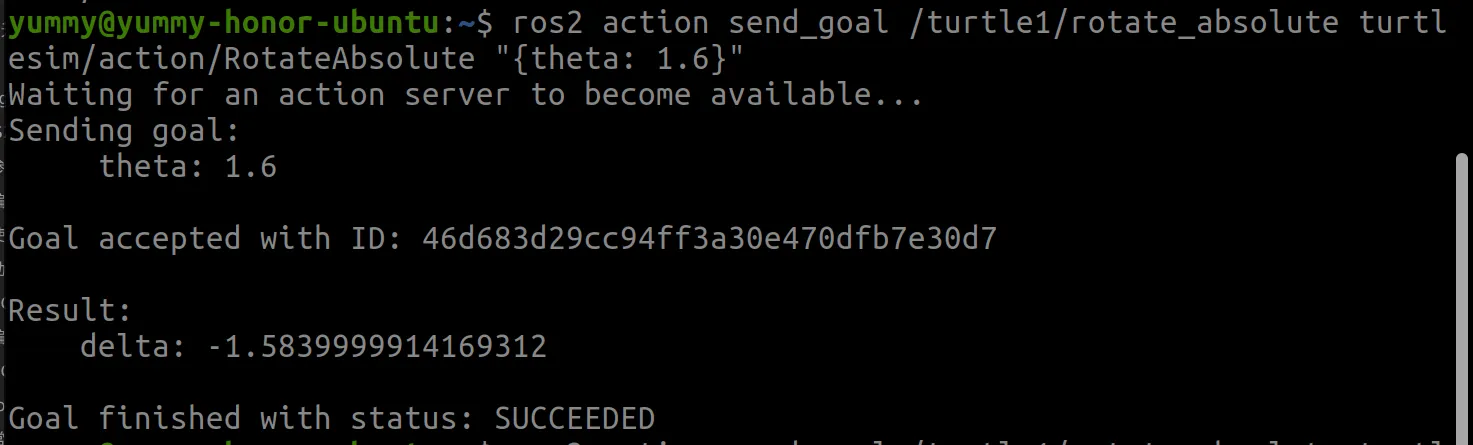 yummy@yummy-honor-ubuntu:~$ ros2 action send_goal /turtle1/rotate_absolute turtl
esim/action/RotateAbsolute "{theta: 1.6}"
Waiting for an action server to become available...
Sending goal:
     theta: 1.6
Goal accepted with ID: 46d683d29cc94ff3a30e470dfb7e30d7
Result:
    delta: -1.5839999914169312
Goal finished with status: SUCCEEDED